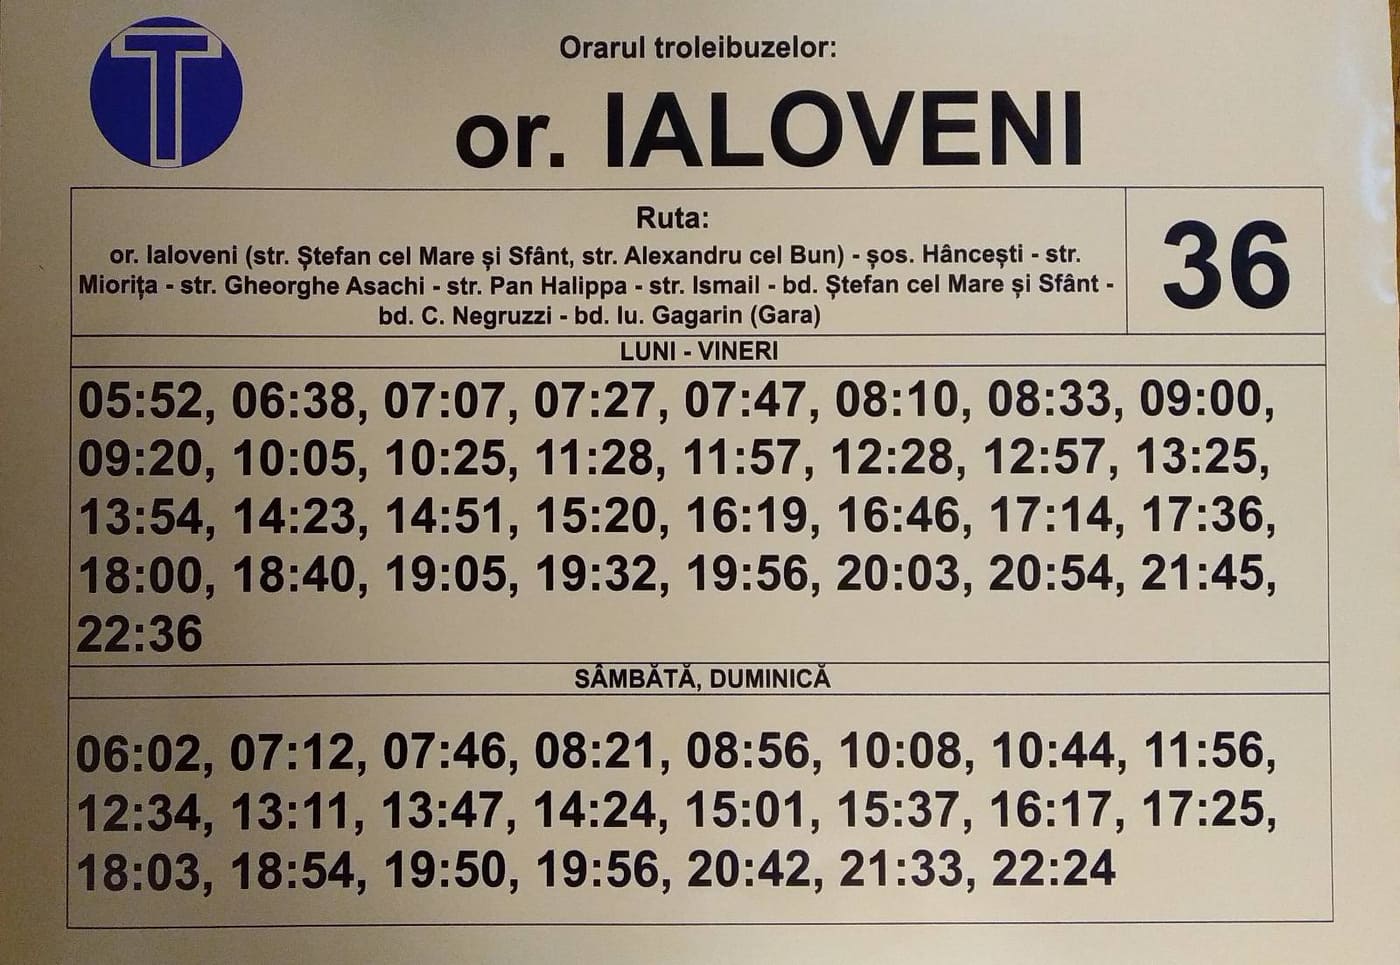 T
Orarul troleibuzelor:
or. IALOVENI
Ruta:
or. Ialoveni (str. Ștefan cel Mare și Sfânt, str. Alexandru cel Bun) - șos. Hâncești - str.
Miorița - str. Gheorghe Asachi - str. Pan Halippa - str. Ismail - bd. Ștefan cel Mare și Sfânt -
bd. C. Negruzzi - bd. Iu. Gagarin (Gara)
36
LUNI - VINERI
05:52, 06:38, 07:07, 07:27, 07:47, 08:10, 08:33, 09:00,
09:20, 10:05, 10:25, 11:28, 11:57, 12:28, 12:57, 13:25,
13:54, 14:23, 14:51, 15:20, 16:19, 16:46, 17:14, 17:36,
18:00, 18:40, 19:05, 19:32, 19:56, 20:03, 20:54, 21:45,
22:36
SÂMBĂTĂ, DUMINICĂ
06:02, 07:12, 07:46, 08:21, 08:56, 10:08, 10:44, 11:56,
12:34, 13:11, 13:47, 14:24, 15:01, 15:37, 16:17, 17:25,
18:03, 18:54, 19:50, 19:56, 20:42, 21:33, 22:24